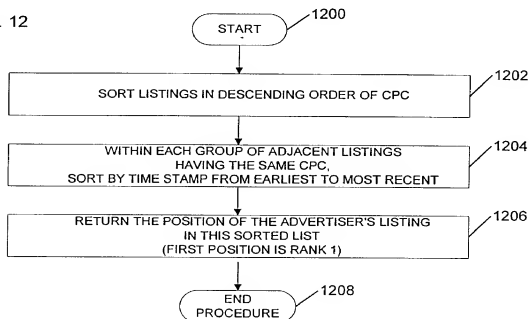 . 12
START
1200
SORT LISTINGS IN DESCENDING ORDER OF CPC
1202
WITHIN EACH GROUP OF ADJACENT LISTINGS
HAVING THE SAME CPC,
SORT BY TIME STAMP FROM EARLIEST TO MOST RECENT
1204
RETURN THE POSITION OF THE ADVERTISER'S LISTING
IN THIS SORTED LIST
(FIRST POSITION IS RANK 1)
1206
END
PROCEDURE
1208